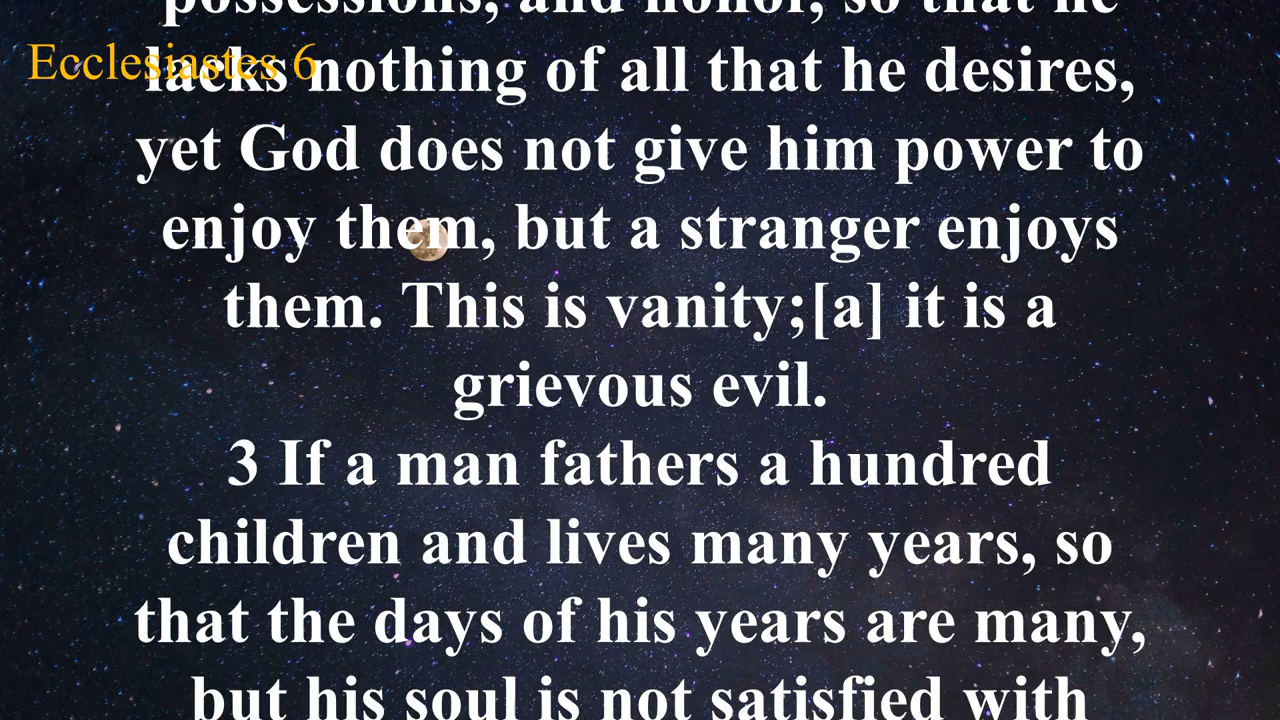 possessions, and honor, so that he
Ecclesiastes 6
lacks nothing of all that he desires,
yet God does not give him power to
enjoy them, but a stranger enjoys
them. This is vanity;[a] it is a
grievous evil.
3 If a man fathers a hundred
children and lives many years, so
that the days of his years are many,
but his soul is not satisfied with